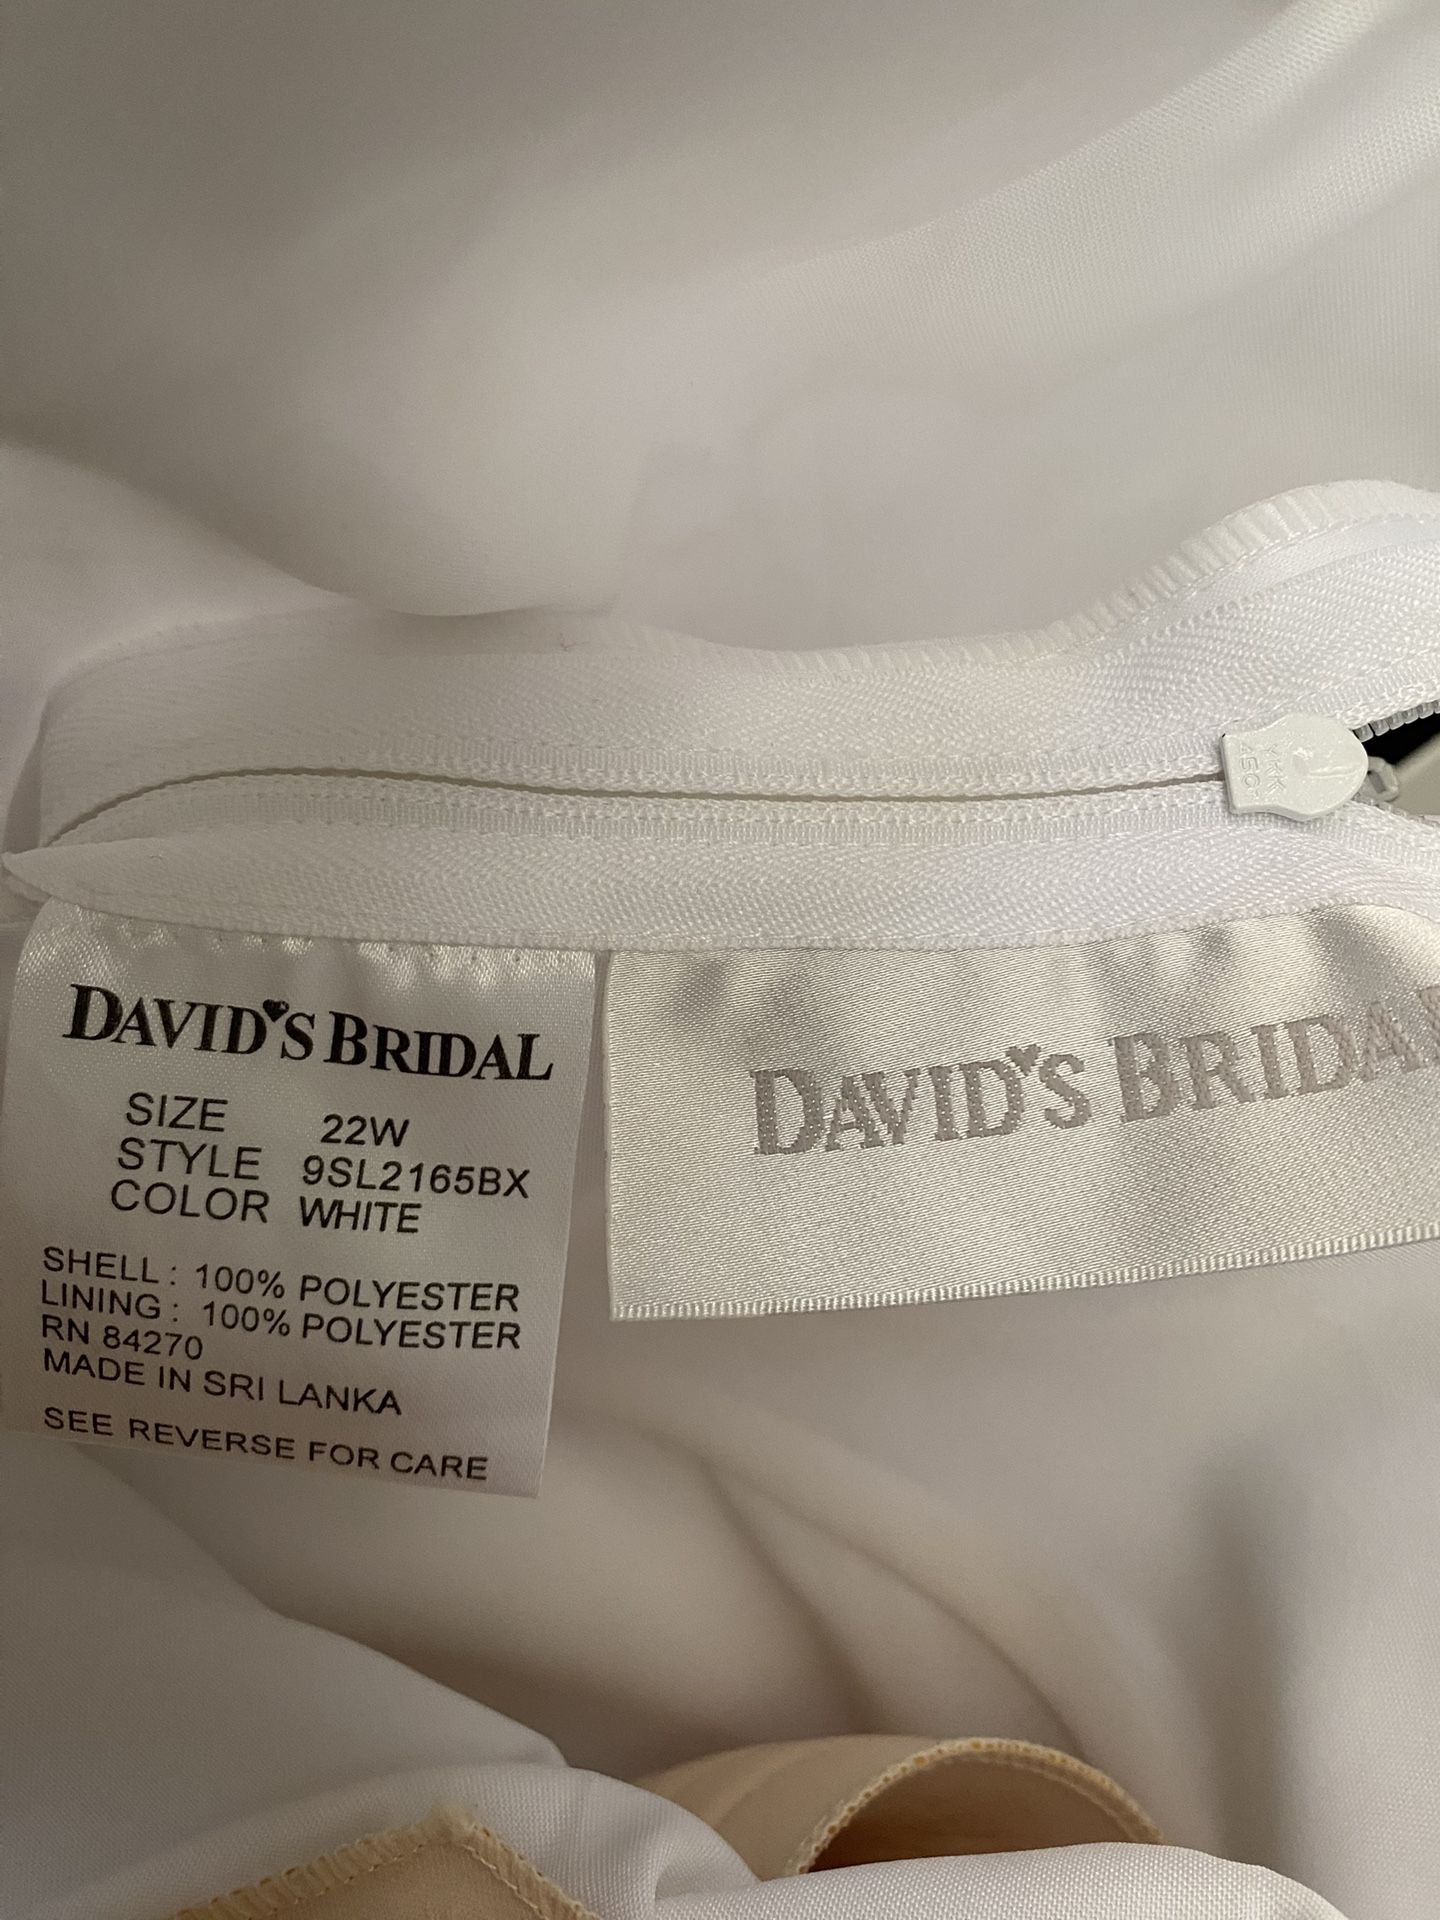 YKK
DAVID'S BRIDAL
SIZE 22W
STYLE 9SL2165BX
COLOR WHITE
SHELL : 100% POLYESTER
LINING : 100% POLYESTER
RN 84270
MADE IN SRI LANKA
SEE REVERSE FOR CARE
DAVID'S BRIDAL